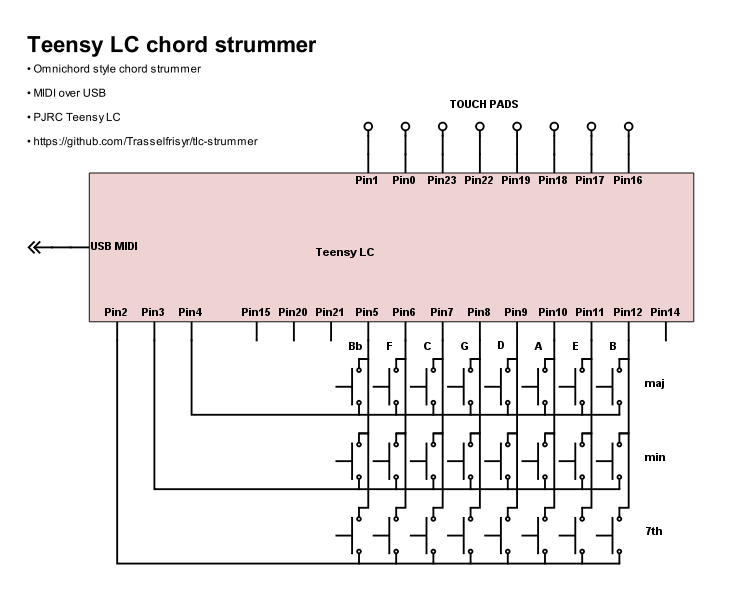 Teensy LC chord strummer
• Omnichord style chord strummer
• MIDI over USB
• PJRC Teensy LC
• https://github.com/Trasselfrisyr/tlc-strummer
TOUCH PADS
Pin1 Pin0 Pin23 Pin22 Pin19 Pin18 Pin17 Pin16
USB MIDI
Teensy LC
Pin2 Pin3 Pin4 Pin15 Pin20 Pin21 Pin5 Pin6 Pin7 Pin8 Pin9 Pin10 Pin11 Pin12 Pin14
Bb F C G D A E B
maj
min
7th